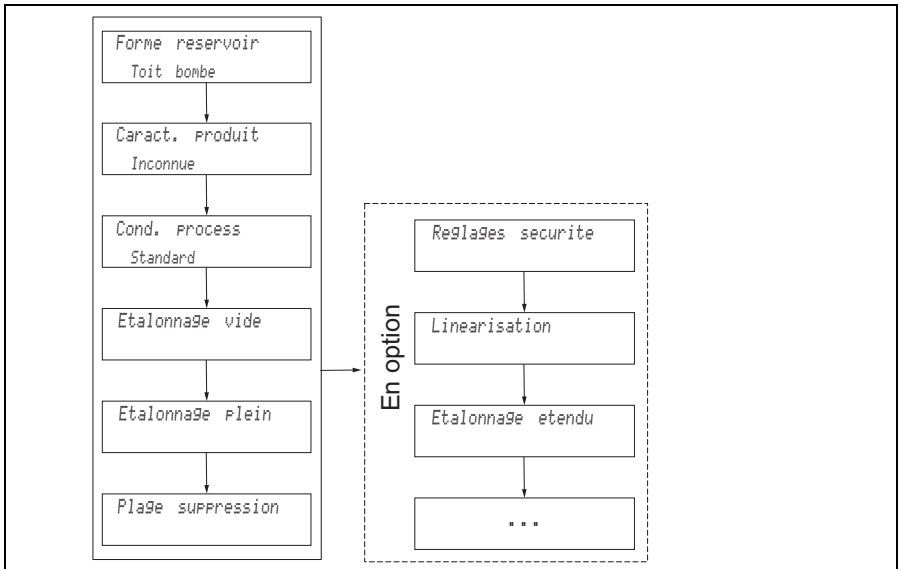 Forme reservoir
Toit bombe
Caract. produit
Inconnue
Cond. process
Standard
Etalonnage vide
Etalonnage plein
Plage suppression
En option
Reglages securite
Linearisation
Etalonnage etendu
...